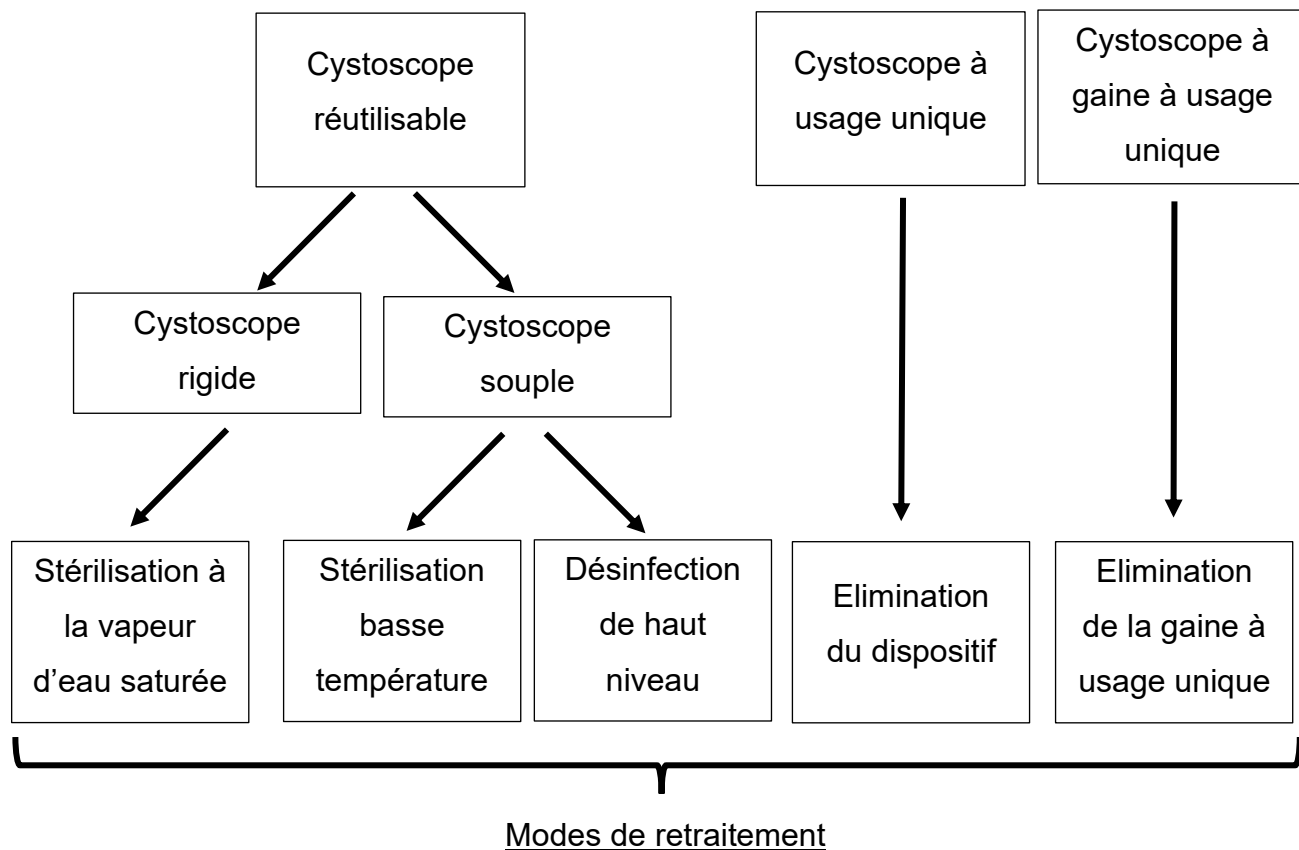 Cystoscope
réutilisable
Cystoscope à
usage unique
Cystoscope à
gaine à usage
unique
Cystoscope
rigide
Cystoscope
souple
Stérilisation à
la vapeur
d’eau saturée
Stérilisation
basse
température
Désinfection
de haut
niveau
Elimination
du dispositif
Elimination
de la gaine à
usage unique
Modes de retraitement